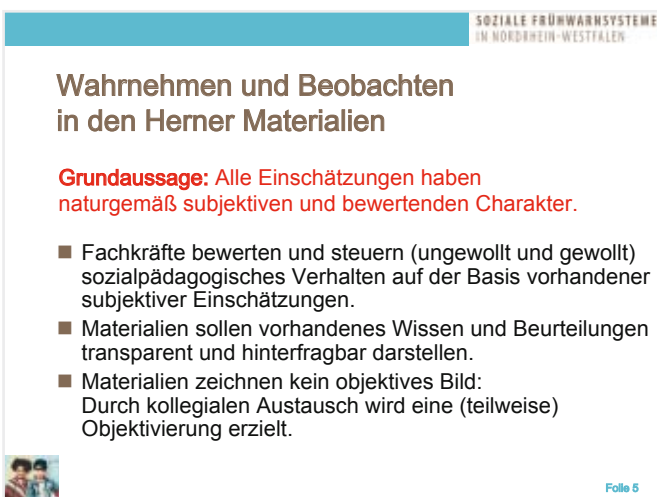 SOZIALE FRÜHWARNSYSTEME
IN NORDRHEIN-WESTFALEN
Wahrnehmen und Beobachten
in den Herner Materialien
Grundaussage: Alle Einschätzungen haben
naturgemäß subjektiven und bewertenden Charakter.
■ Fachkräfte bewerten und steuern (ungewollt und gewollt)
sozialpädagogisches Verhalten auf der Basis vorhandener
subjektiver Einschätzungen.
■ Materialien sollen vorhandenes Wissen und Beurteilungen
transparent und hinterfragbar darstellen.
■ Materialien zeichnen kein objektives Bild:
Durch kollegialen Austausch wird eine (teilweise)
Objektivierung erzielt.
Folie 5